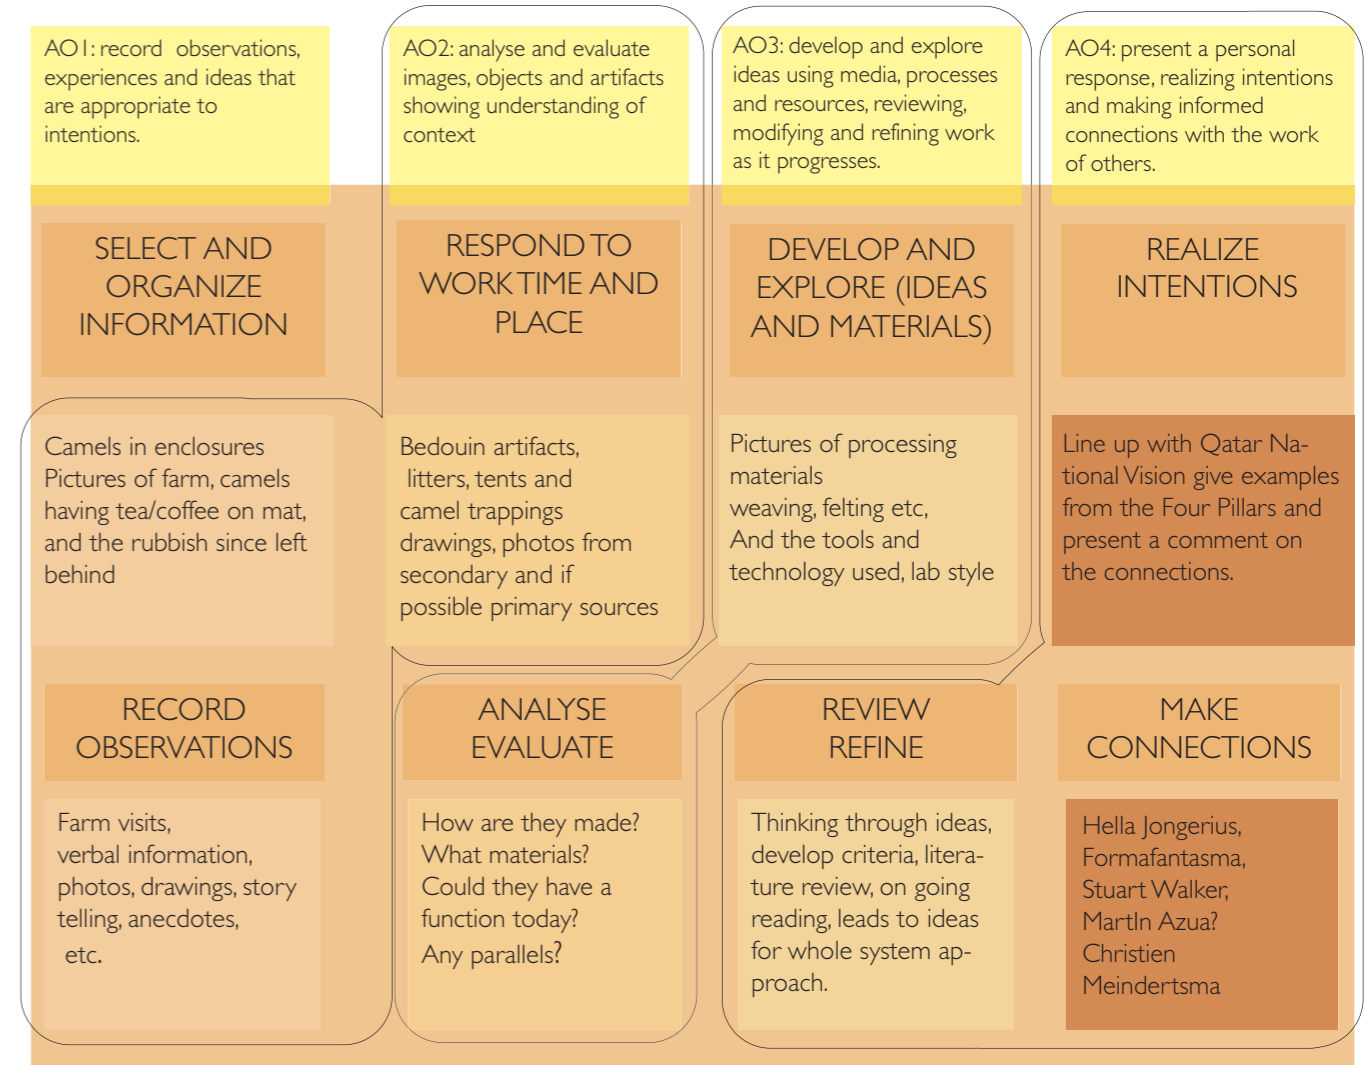 AO1: record observations,
experiences and ideas that
are appropriate to
intentions.
AO2: analyse and evaluate
images, objects and artifacts
showing understanding of
context
AO3: develop and explore
ideas using media, processes
and resources, reviewing,
modifying and refining work
as it progresses.
AO4: present a personal
response, realizing intentions
and making informed
connections with the work
of others.
SELECT AND
ORGANIZE
INFORMATION
RESPOND TO
WORK TIME AND
PLACE
DEVELOP AND
EXPLORE (IDEAS
AND MATERIALS)
REALIZE
INTENTIONS
Camels in enclosures
Pictures of farm, camels
having tea/coffee on mat,
and the rubbish since left
behind
Bedouin artifacts,
litters, tents and
camel trappings
drawings, photos from
secondary and if
possible primary sources
Pictures of processing
materials
weaving, felting etc,
And the tools and
technology used, lab style
Line up with Qatar Na-
tional Vision give examples
from the Four Pillars and
present a comment on
the connections.
RECORD
OBSERVATIONS
ANALYSE
EVALUATE
REVIEW
REFINE
MAKE
CONNECTIONS
Farm visits,
verbal information,
photos, drawings, story
telling, anecdotes,
etc.
How are they made?
What materials?
Could they have a
function today?
Any parallels?
Thinking through ideas,
develop criteria, litera-
ture review, on going
reading, leads to ideas
for whole system ap-
proach.
Hella Jongerius,
Formafantasma,
Stuart Walker,
MartIn Azua?
Christien
Meindertsma